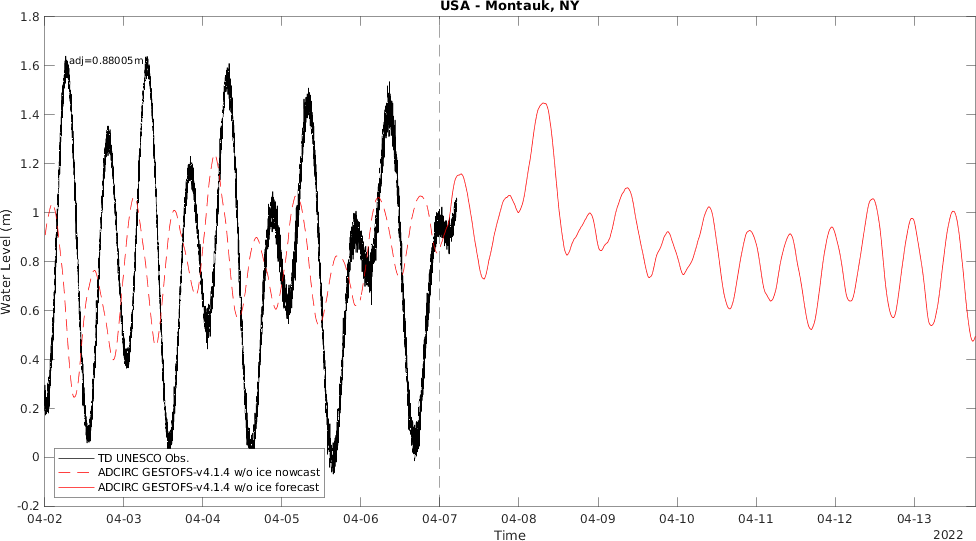 USA - Montauk, NY
1.8
1.6
1.4
1.2
1
0.8
0.6
0.4
0.2
0
-0.2
Water Level (m)
adj=0.88005m
TD UNESCO Obs.
ADCIRC GESTOFS-v4.1.4 w/o ice nowcast
ADCIRC GESTOFS-v4.1.4 w/o ice forecast
04-02 04-03 04-04 04-05 04-06 04-07 04-08 04-09 04-10 04-11 04-12 04-13
Time
2022